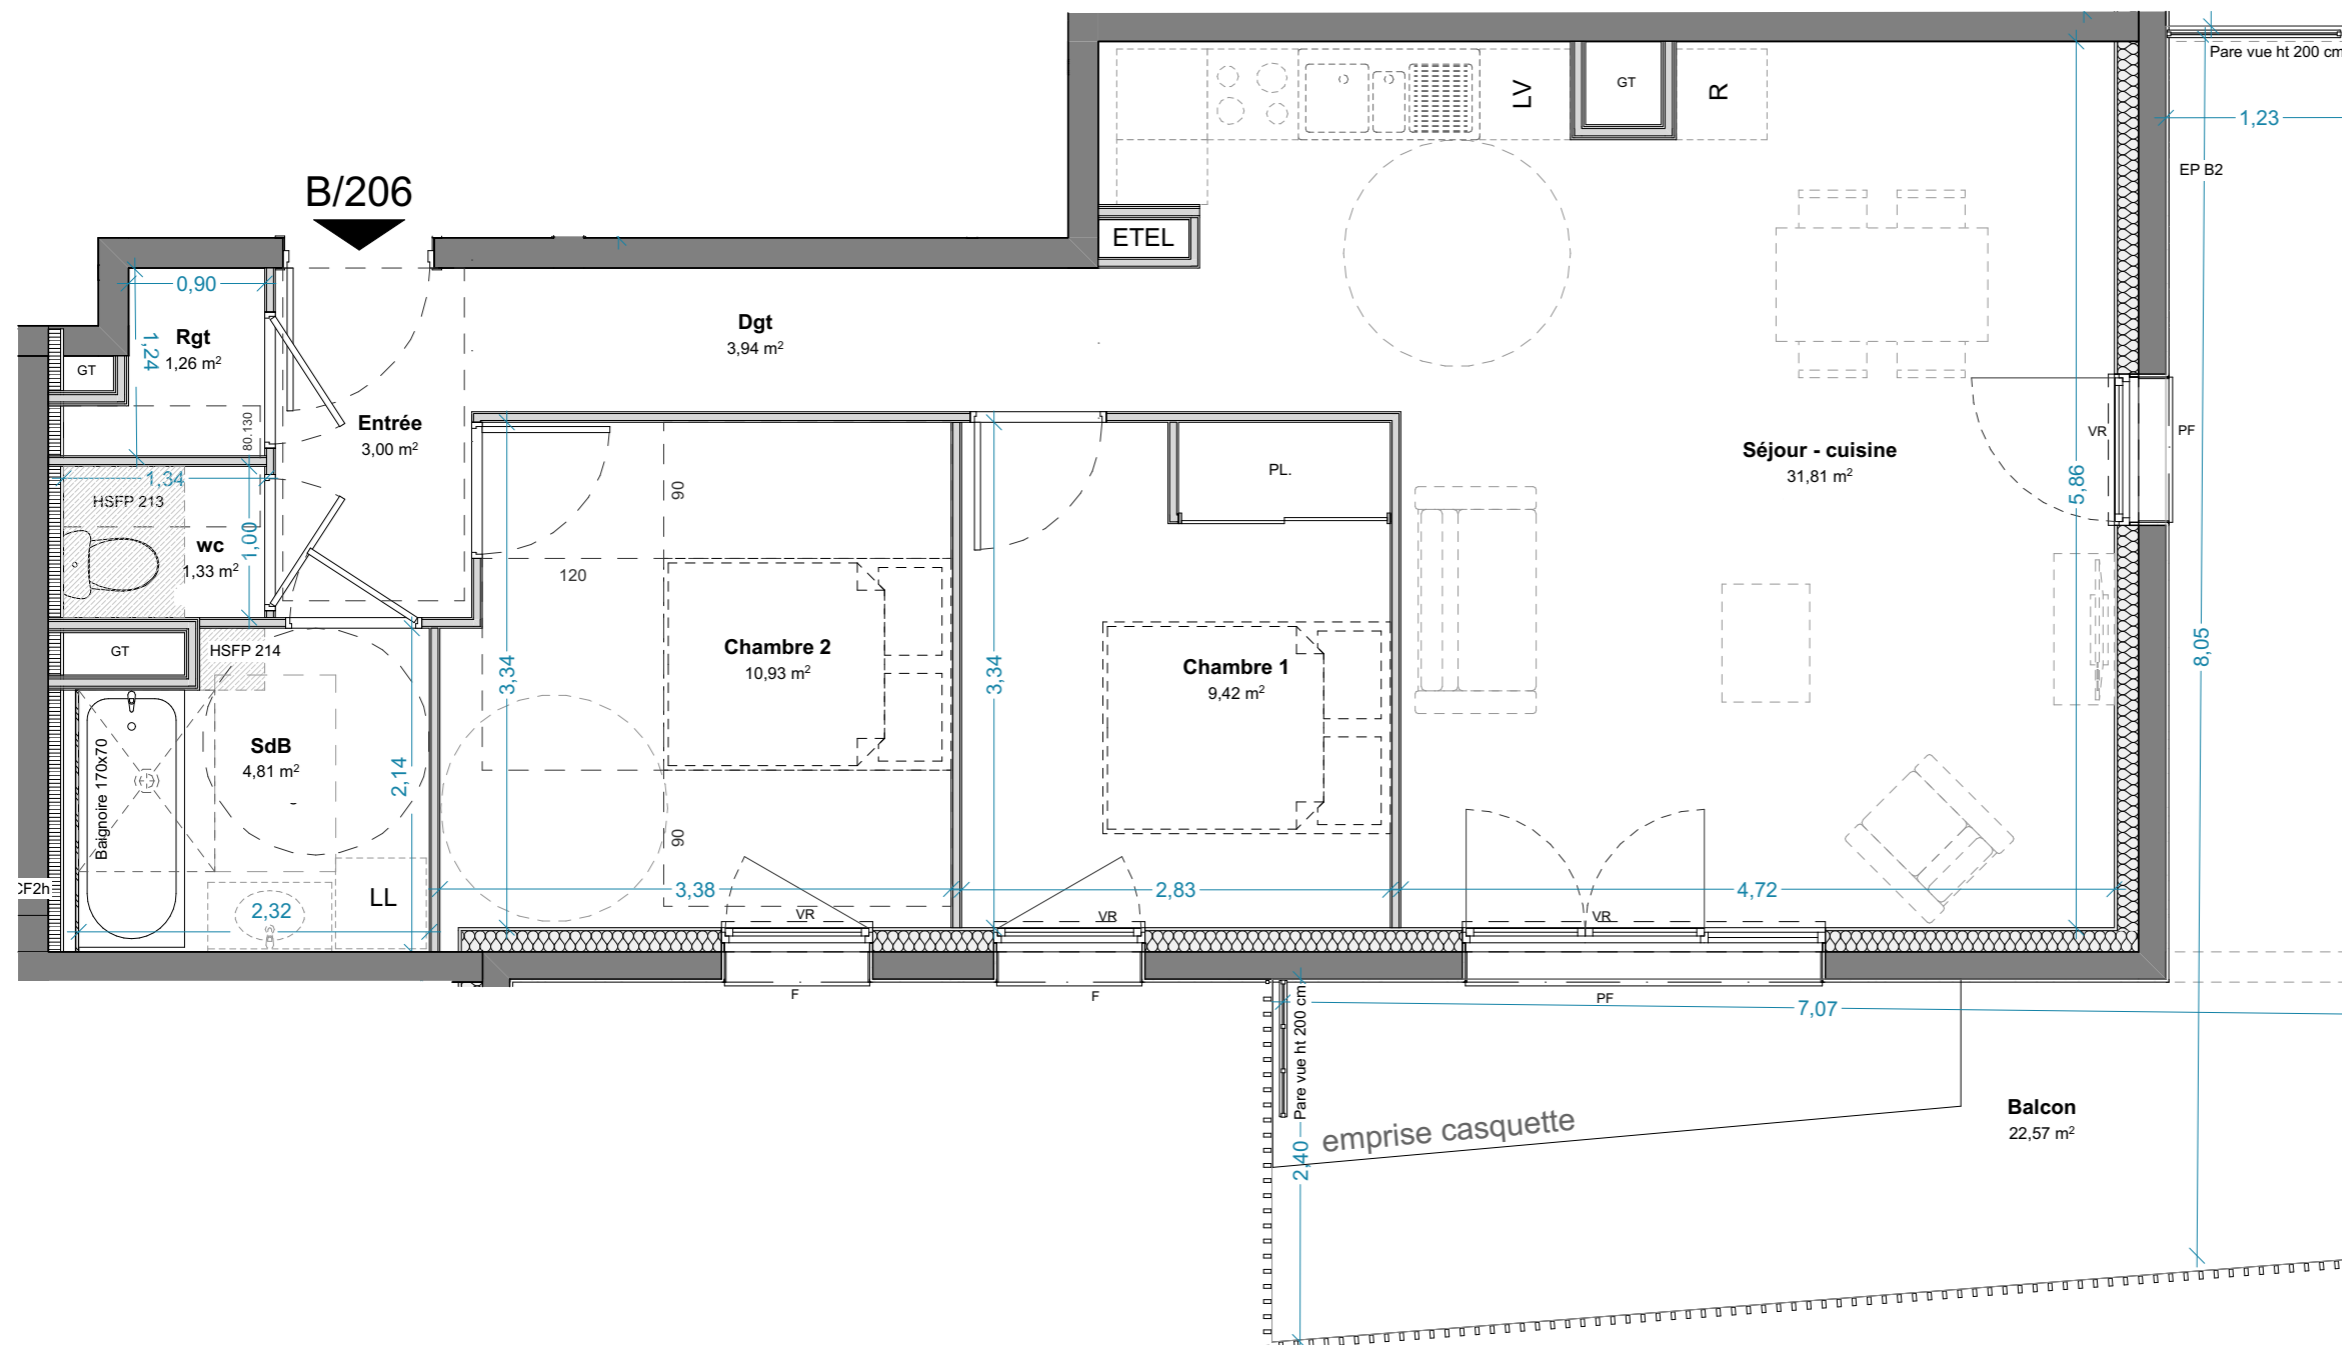 Pare vue ht 200 cm
1,23
EP B2
B/206
LV
GT
R
ETEL
0,90
Rgt
1,26 m²
1,24
GT
80.130
Dgt
3,94 m²
Entrée
3,00 m²
1,34
HSFP 213
wc
1,33 m²
1,00
GT
HSFP 214
SdB
4,81 m²
Baignoire 170x70
2,14
2,32
LL
CF2h
90
120
90
3,34
Chambre 2
10,93 m²
3,38
VR
F
3,34
PL.
Chambre 1
9,42 m²
2,83
VR
F
Séjour - cuisine
31,81 m²
5,86
VR
PF
4,72
VR
PF
8,05
7,07
Pare vue ht 200 cm
2,40
emprise casquette
Balcon
22,57 m²